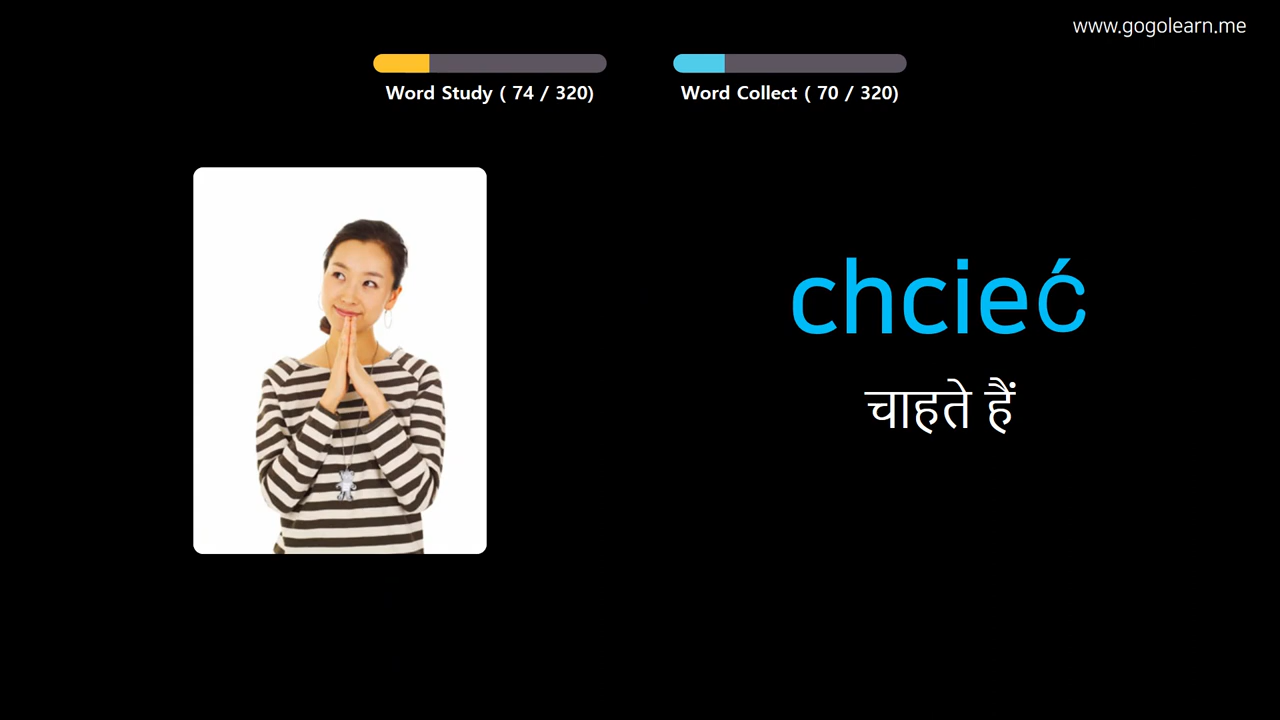 www.gogolearn.me
Word Study ( 74 / 320)
Word Collect ( 70 / 320)
chcieć
चाहते हैं